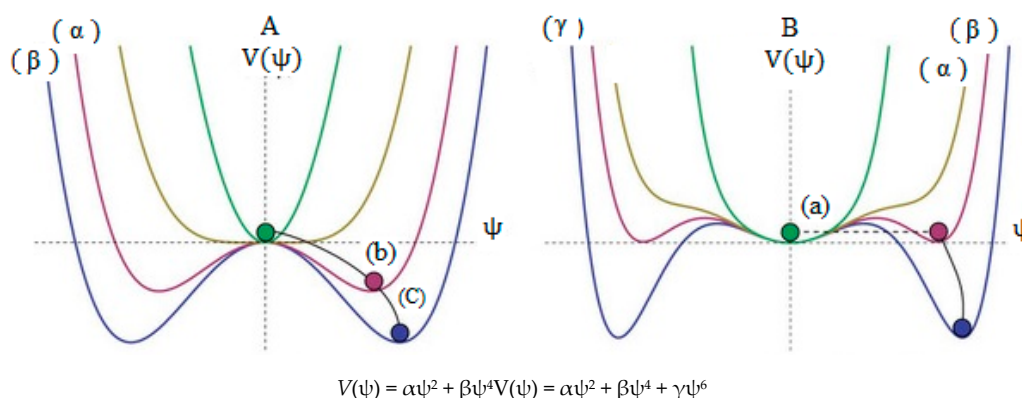 A
B
V(ψ)
V(ψ)
(α)
(β)
(γ)
(β)
(α)
(a)
ψ
ψ
(b)
(C)
V(ψ) = αψ² + βψ⁴V(ψ) = αψ² + βψ⁴ + γψ⁶